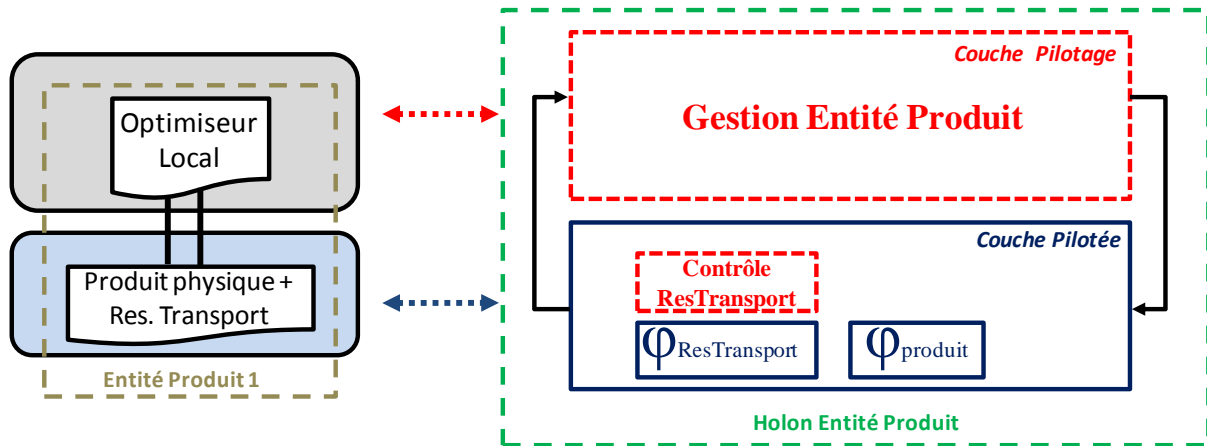 Optimiseur
Local
Produit physique +
Res. Transport
Entité Produit 1
Couche Pilotage
Gestion Entité Produit
Couche Pilotée
Contrôle
ResTransport
φResTransport
φproduit
Holon Entité Produit